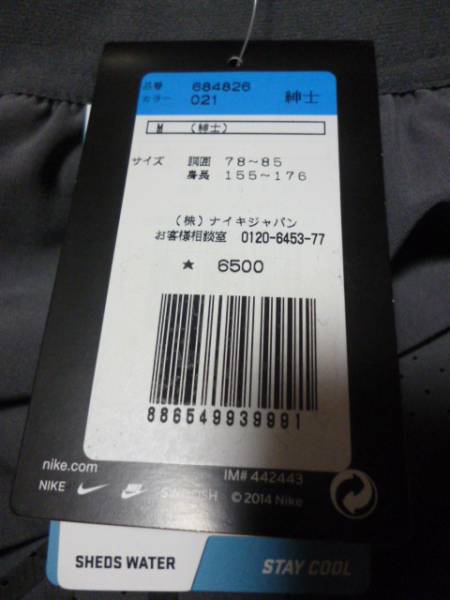 品番 684826
カラー 021 紳士
M (紳士)
サイズ 胴囲 78~85
身長 155~176
(株)ナイキジャパン
お客様相談室 0120-6453-77
★ 6500
886549939991
nike.com
IM# 442443
NIKE SWOOSH © 2014 Nike
SHEDS WATER STAY COOL